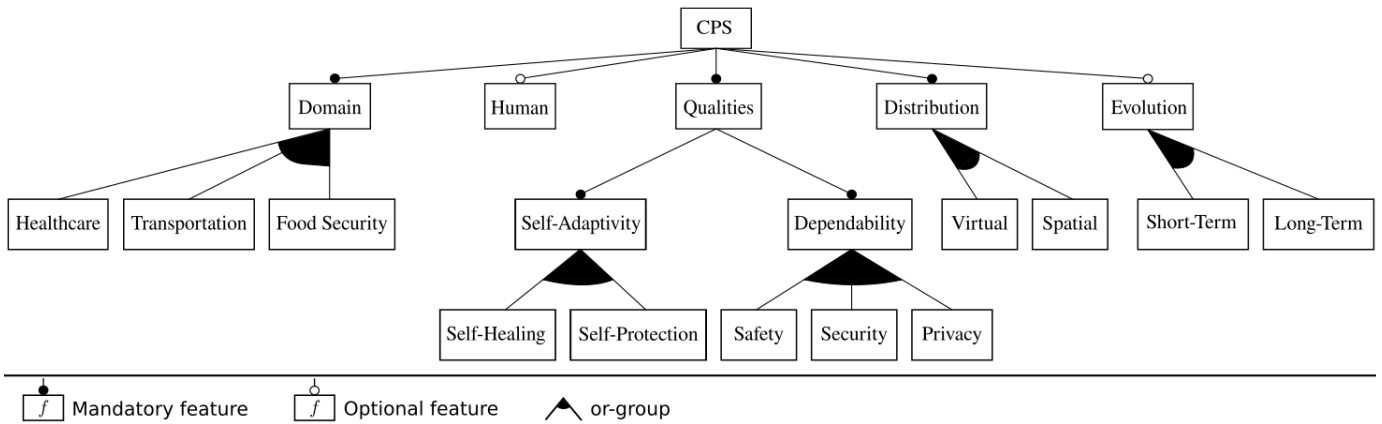 CPS
Domain
Human
Qualities
Distribution
Evolution
Healthcare
Transportation
Food Security
Self-Adaptivity
Dependability
Virtual
Spatial
Short-Term
Long-Term
Self-Healing
Self-Protection
Safety
Security
Privacy
f Mandatory feature
f Optional feature
or-group